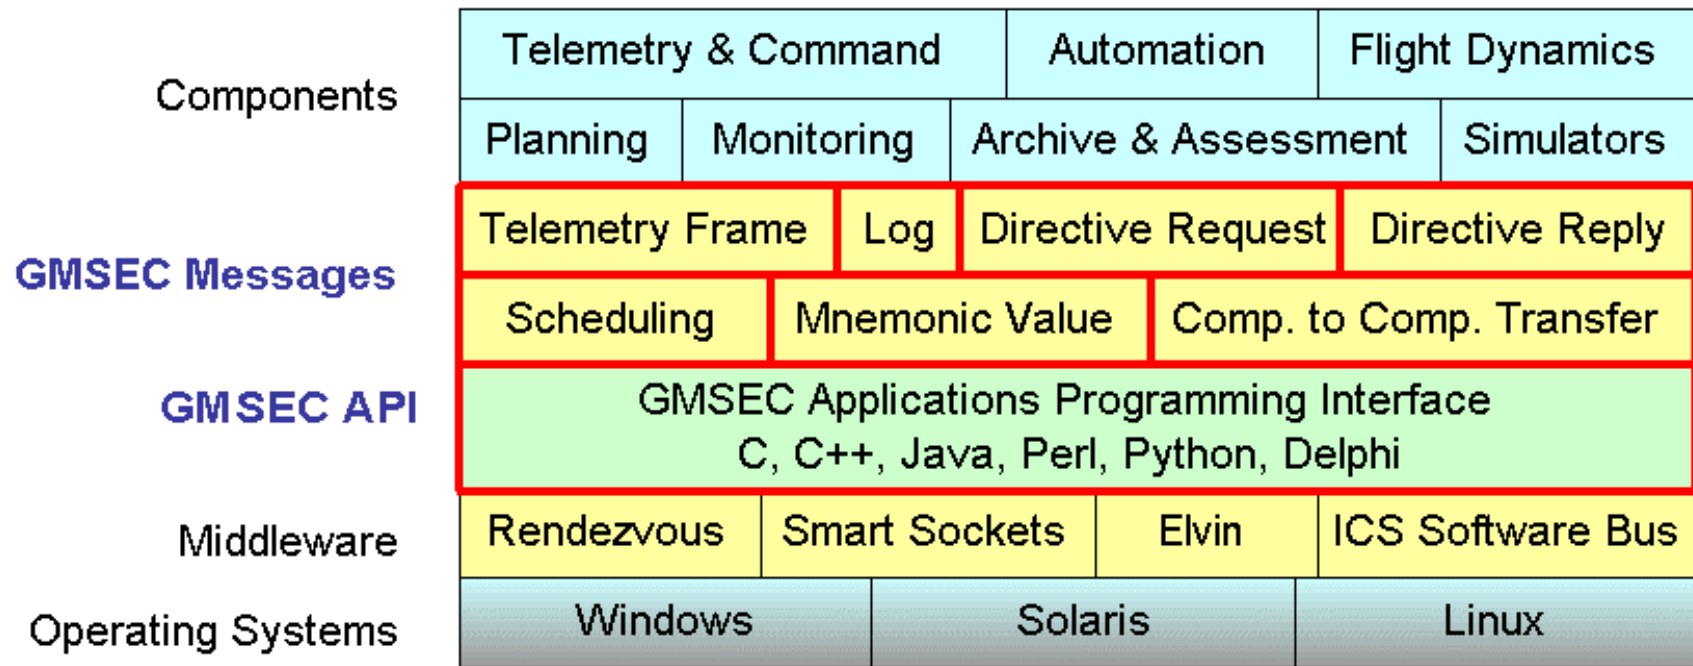 Components
Telemetry & Command
Automation
Flight Dynamics
Planning
Monitoring
Archive & Assessment
Simulators
GMSEC Messages
Telemetry Frame
Log
Directive Request
Directive Reply
Scheduling
Mnemonic Value
Comp. to Comp. Transfer
GMSEC API
GMSEC Applications Programming Interface
C, C++, Java, Perl, Python, Delphi
Middleware
Rendezvous
Smart Sockets
Elvin
ICS Software Bus
Operating Systems
Windows
Solaris
Linux